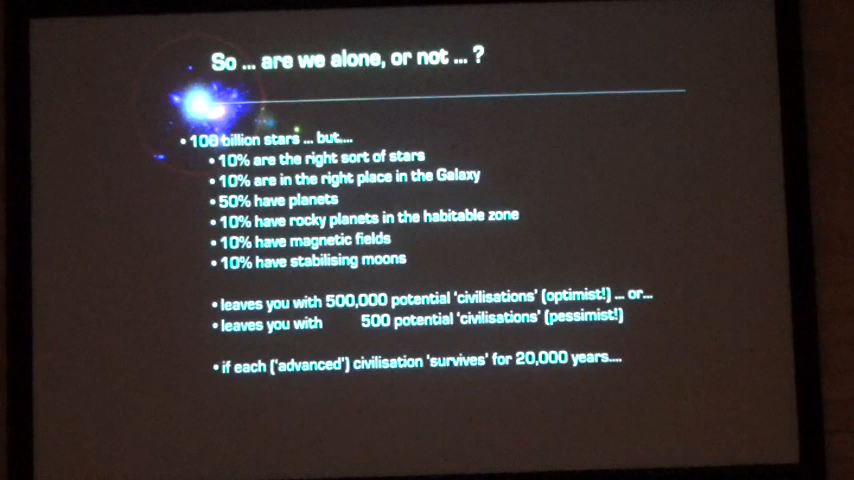 So ... are we alone, or not ... ?
• 100 billion stars ... but....
• 10% are the right sort of stars
• 10% are in the right place in the Galaxy
• 50% have planets
• 10% have rocky planets in the habitable zone
• 10% have magnetic fields
• 10% have stabilising moons
• leaves you with 500,000 potential 'civilisations' (optimist!) ... or...
• leaves you with 500 potential 'civilisations' (pessimist!)
• if each ('advanced') civilisation 'survives' for 20,000 years....